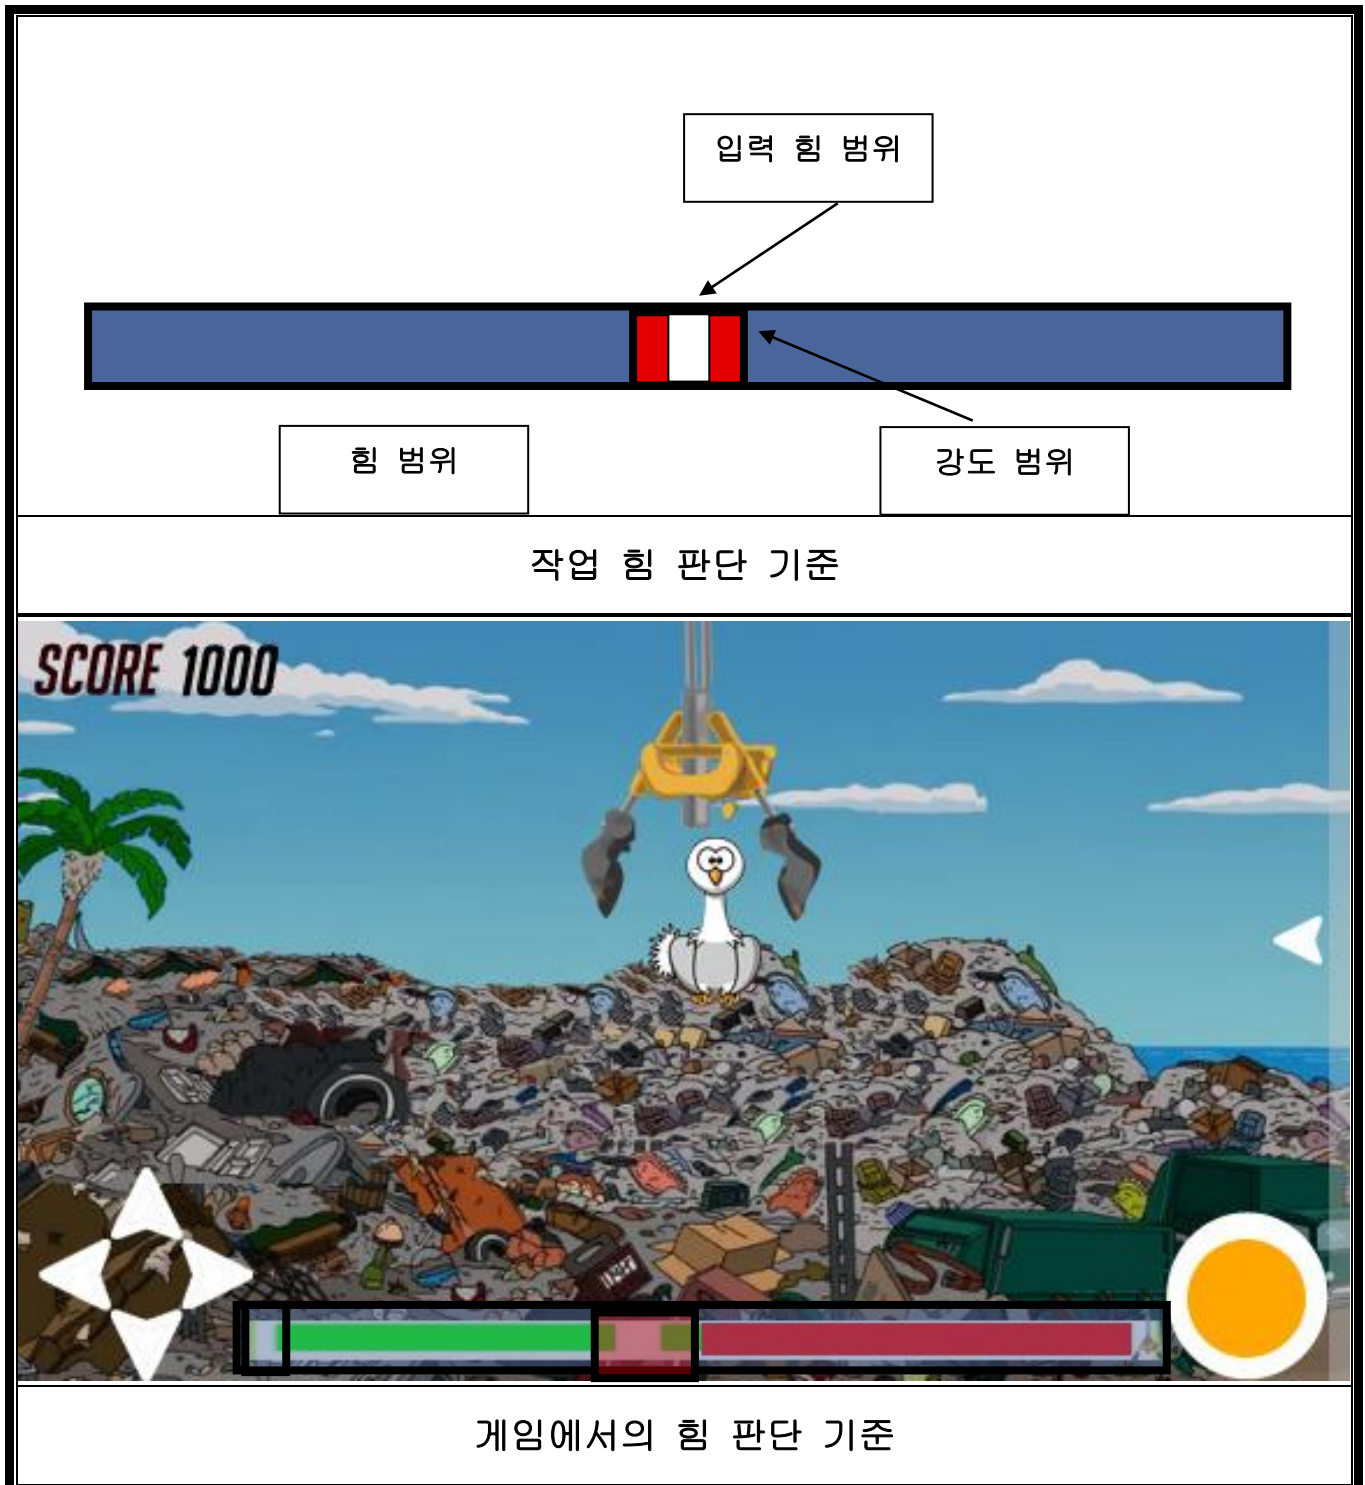 입력 힘 범위
힘 범위
강도 범위
작업 힘 판단 기준
SCORE 1000
게임에서의 힘 판단 기준